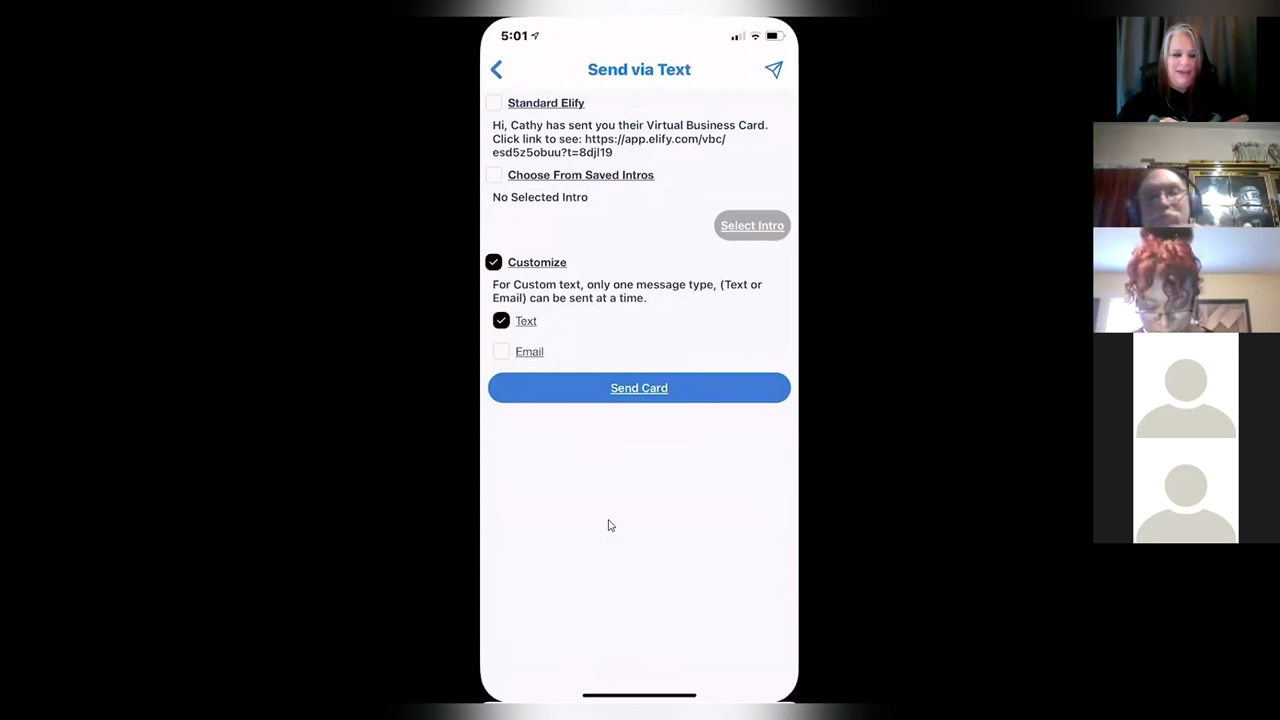 5:01
Send via Text
Standard Elify
Hi, Cathy has sent you their Virtual Business Card.
Click link to see: https://app.elify.com/vbc/
esd5z5obuu?t=8djl19
Choose From Saved Intros
No Selected Intro
Select Intro
Customize
For Custom text, only one message type, (Text or
Email) can be sent at a time.
Text
Email
Send Card